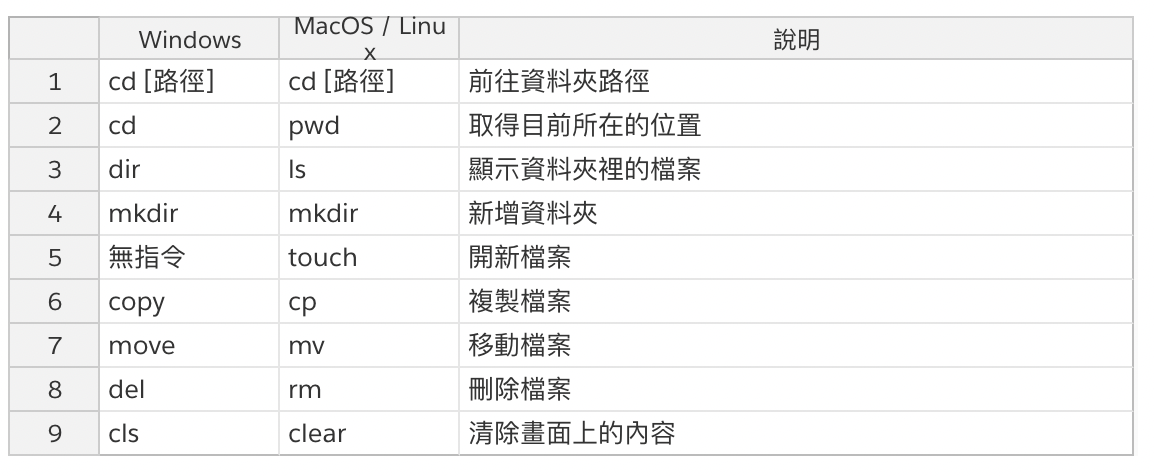 Windows MacOS / Linu
x 說明
1 cd [路徑] cd [路徑] 前往資料夾路徑
2 cd pwd 取得目前所在的位置
3 dir ls 顯示資料夾裡的檔案
4 mkdir mkdir 新增資料夾
5 無指令 touch 開新檔案
6 copy cp 複製檔案
7 move mv 移動檔案
8 del rm 刪除檔案
9 cls clear 清除畫面上的內容